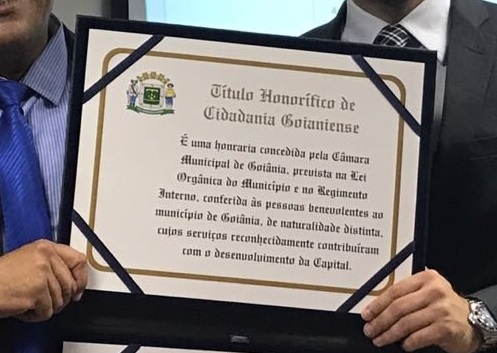 Título Honorífico de
Cidadania Goianiense
É uma honraria concedida pela Câmara
Municipal de Goiânia, prevista na Lei
Orgânica do Município e no Regimento
Interno, conferida às pessoas benevolentes ao
município de Goiânia, de naturalidade distinta,
cujos serviços reconhecidamente contribuíram
com o desenvolvimento da Capital.